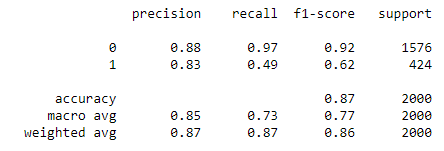 precision recall f1-score support
0 0.88 0.97 0.92 1576
1 0.83 0.49 0.62 424
accuracy 0.87 2000
macro avg 0.85 0.73 0.77 2000
weighted avg 0.87 0.87 0.86 2000